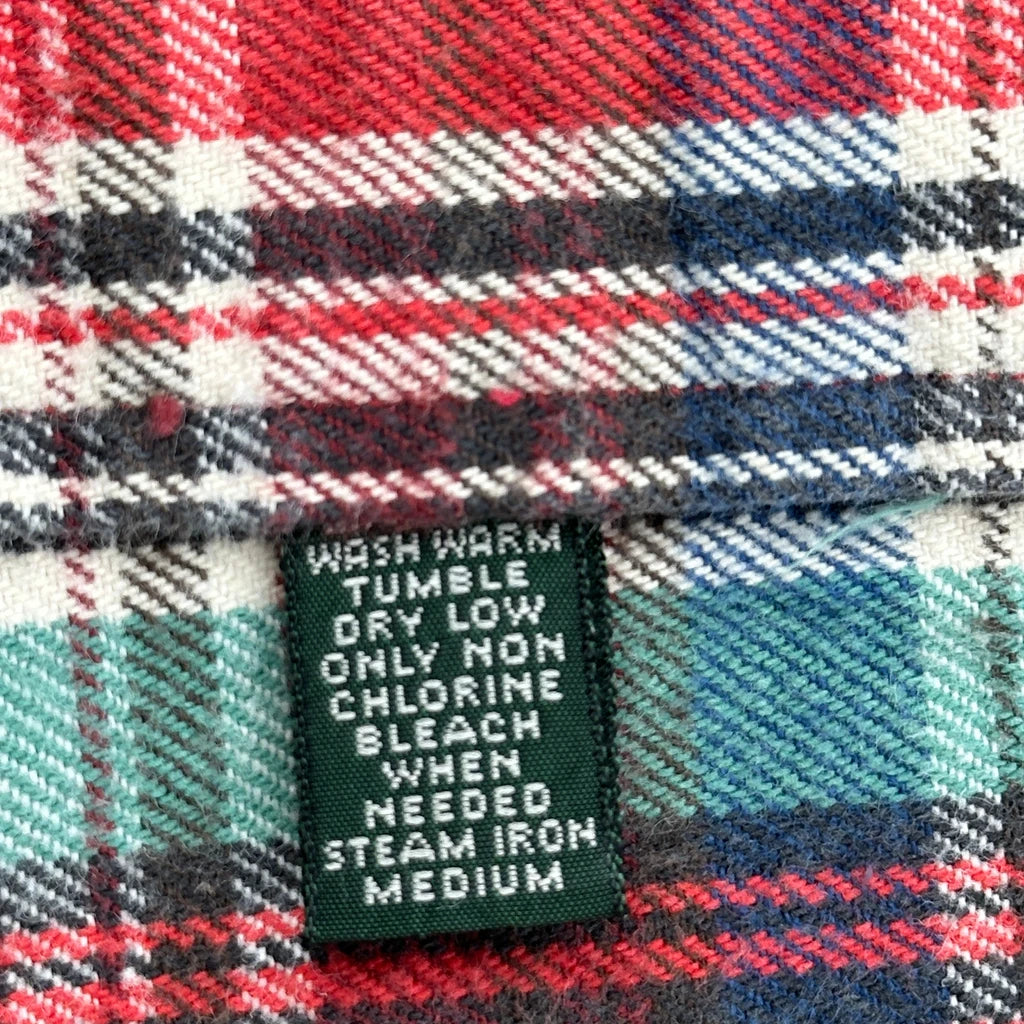 WASH WARM
TUMBLE
DRY LOW
ONLY NON
CHLORINE
BLEACH
WHEN
NEEDED
STEAM IRON
MEDIUM